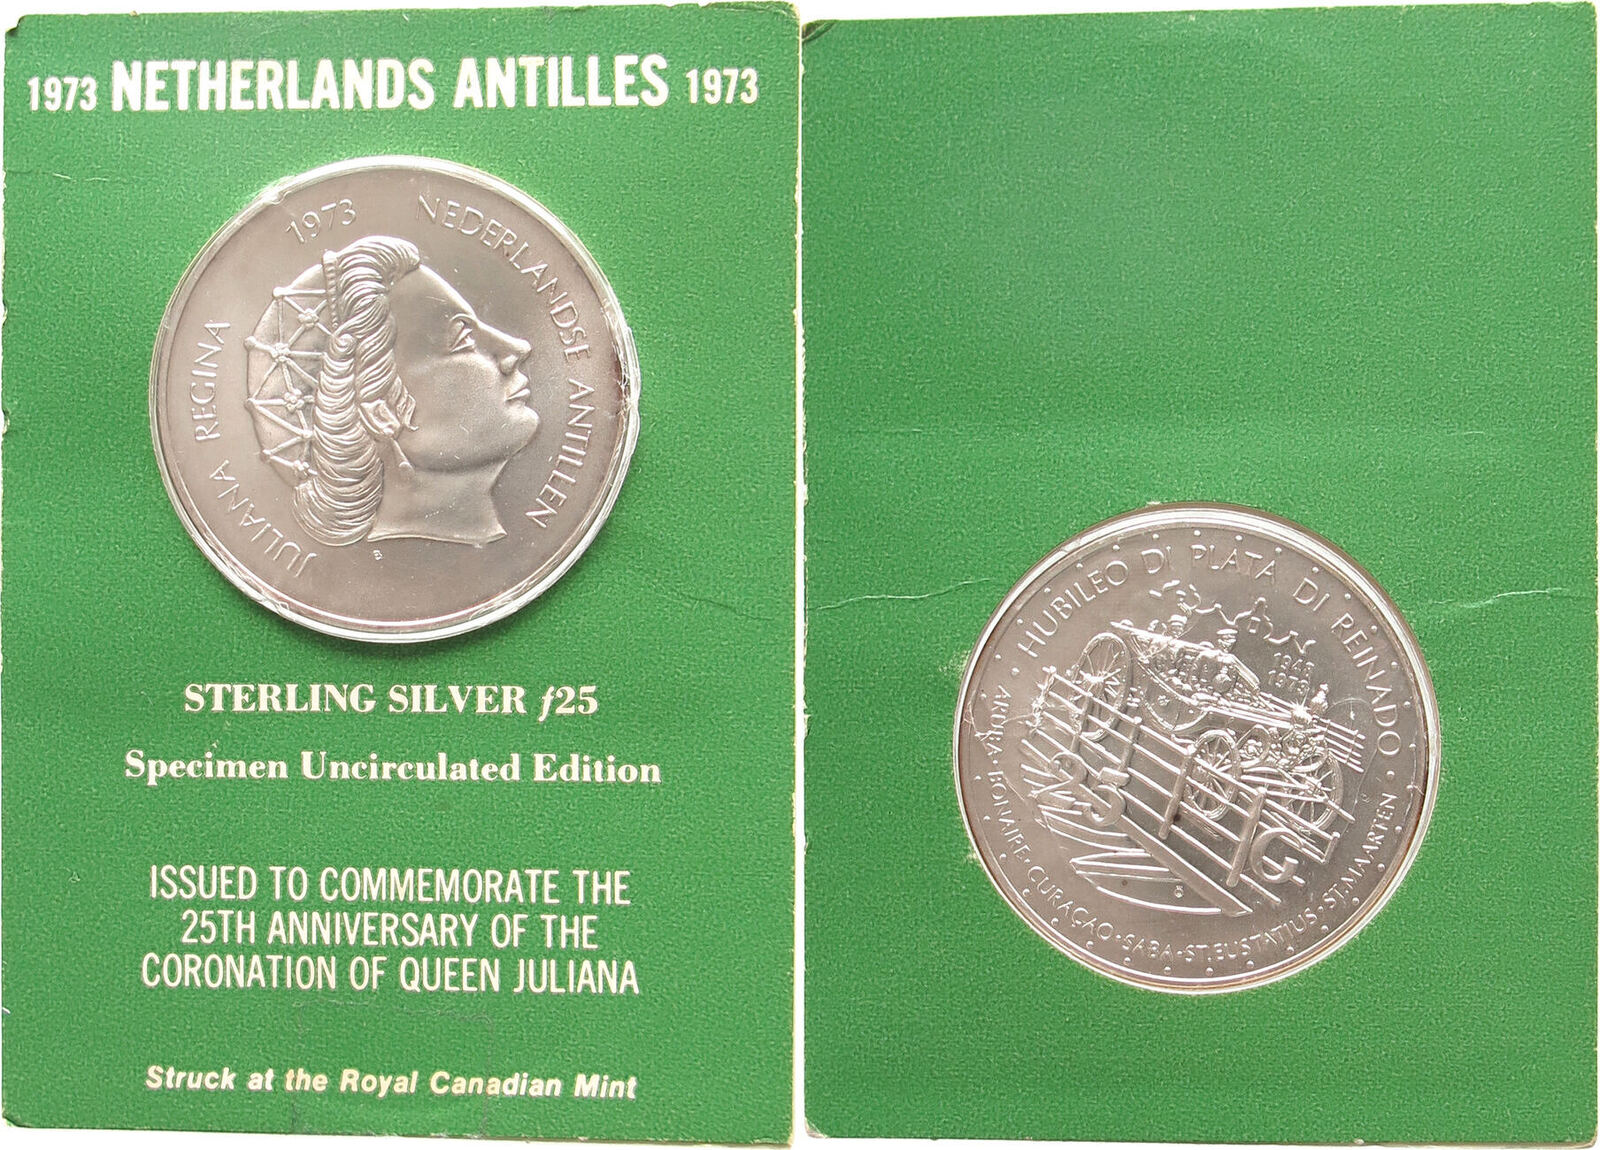 1973 NETHERLANDS ANTILLES 1973
JULIANA REGINA 1973 NEDERLANDSE ANTILLEN
B
STERLING SILVER ƒ25
Specimen Uncirculated Edition
ISSUED TO COMMEMORATE THE
25TH ANNIVERSARY OF THE
CORONATION OF QUEEN JULIANA
Struck at the Royal Canadian Mint
· HUBILEO DI PLATA DI REINADO ·
1948
1973
25 G
ARUBA · BONAIRE · CURAÇAO · SABA · ST. EUSTATIUS · ST. MAARTEN